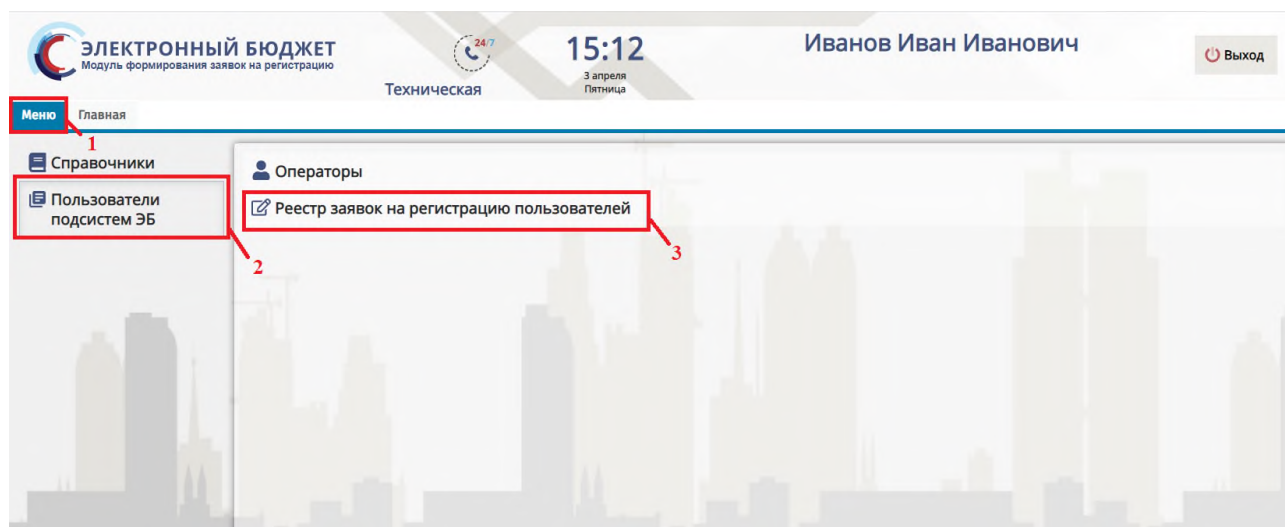 ЭЛЕКТРОННЫЙ БЮДЖЕТ
Модуль формирования заявок на регистрацию
24/7
Техническая
15:12
3 апреля
Пятница
Иванов Иван Иванович
Выход
Меню
Главная
1
Справочники
Пользователи
подсистем ЭБ
2
Операторы
Реестр заявок на регистрацию пользователей
3